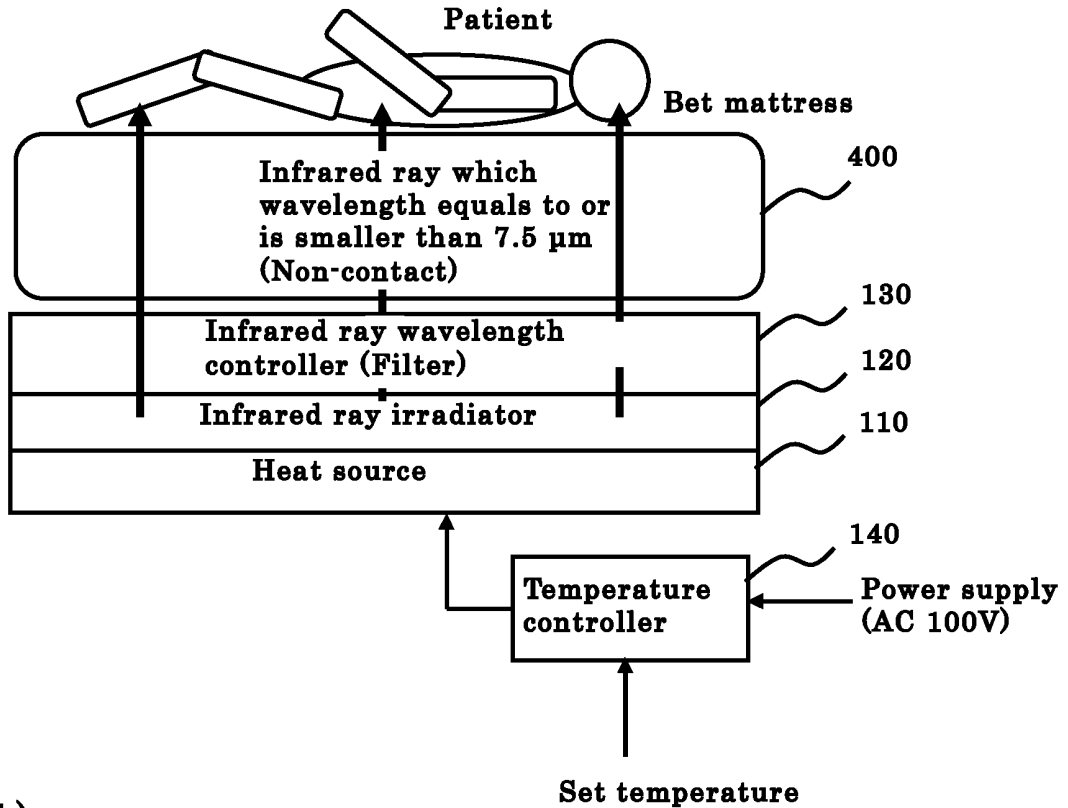 Patient
Bet mattress
400
Infrared ray which
wavelength equals to or
is smaller than 7.5 μm
(Non-contact)
130
Infrared ray wavelength
controller (Filter)
120
Infrared ray irradiator
110
Heat source
140
Temperature
controller
Power supply
(AC 100V)
Set temperature